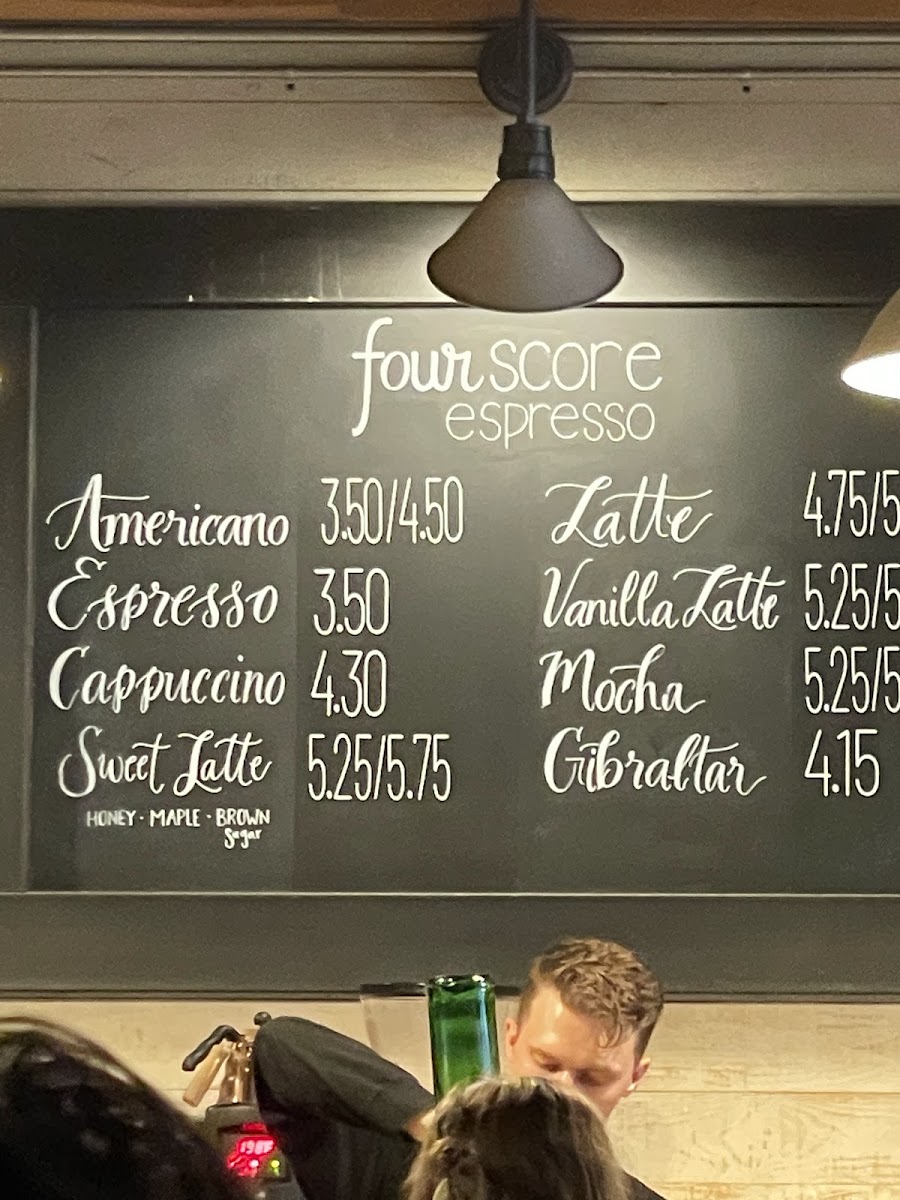 four score
espresso
Americano 3.50/4.50
Espresso 3.50
Cappuccino 4.30
Sweet Latte 5.25/5.75
HONEY · MAPLE · BROWN
Sugar
Latte 4.75/5
Vanilla Latte 5.25/5
Mocha 5.25/5
Gibraltar 4.15